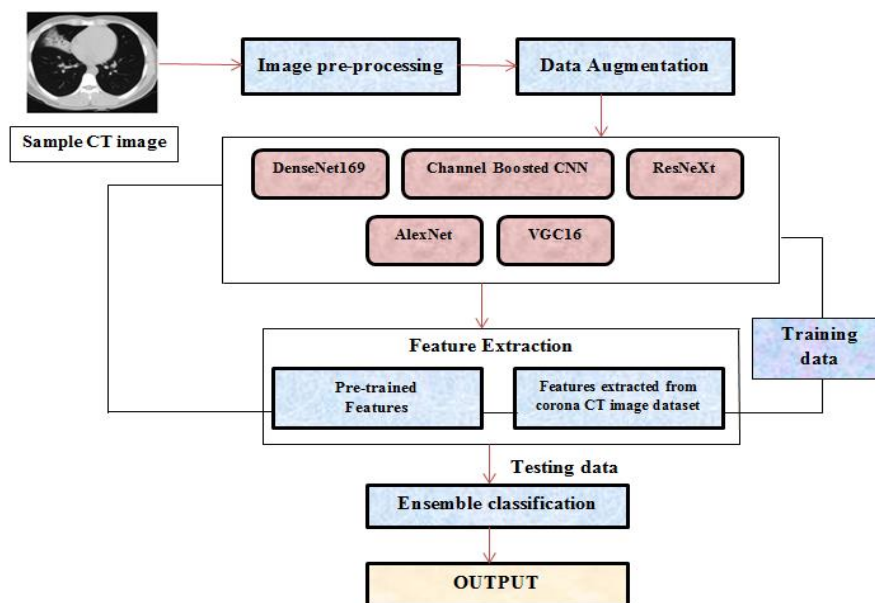 Image pre-processing
Data Augmentation
Sample CT image
DenseNet169
Channel Boosted CNN
ResNeXt
AlexNet
VGC16
Training
data
Feature Extraction
Pre-trained
Features
Features extracted from
corona CT image dataset
Testing data
Ensemble classification
OUTPUT